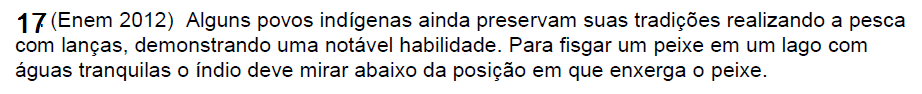 17 (Enem 2012)  Alguns povos indígenas ainda preservam suas tradições realizando a pesca
com lanças, demonstrando uma notável habilidade. Para fisgar um peixe em um lago com
águas tranquilas o índio deve mirar abaixo da posição em que enxerga o peixe.